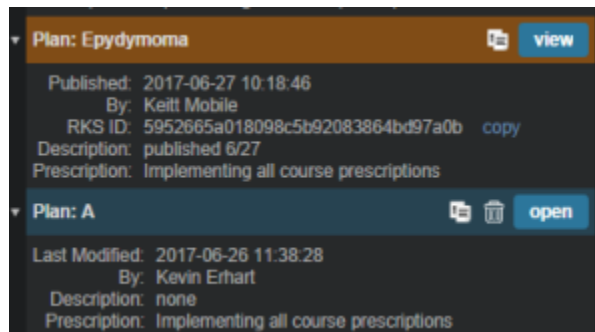 Plan: Epydymoma view
Published: 2017-06-27 10:18:46
By: Keitt Mobile
RKS ID: 5952665a018098c5b92083864bd97a0b copy
Description: published 6/27
Prescription: Implementing all course prescriptions
Plan: A open
Last Modified: 2017-06-26 11:38:28
By: Kevin Erhart
Description: none
Prescription: Implementing all course prescriptions